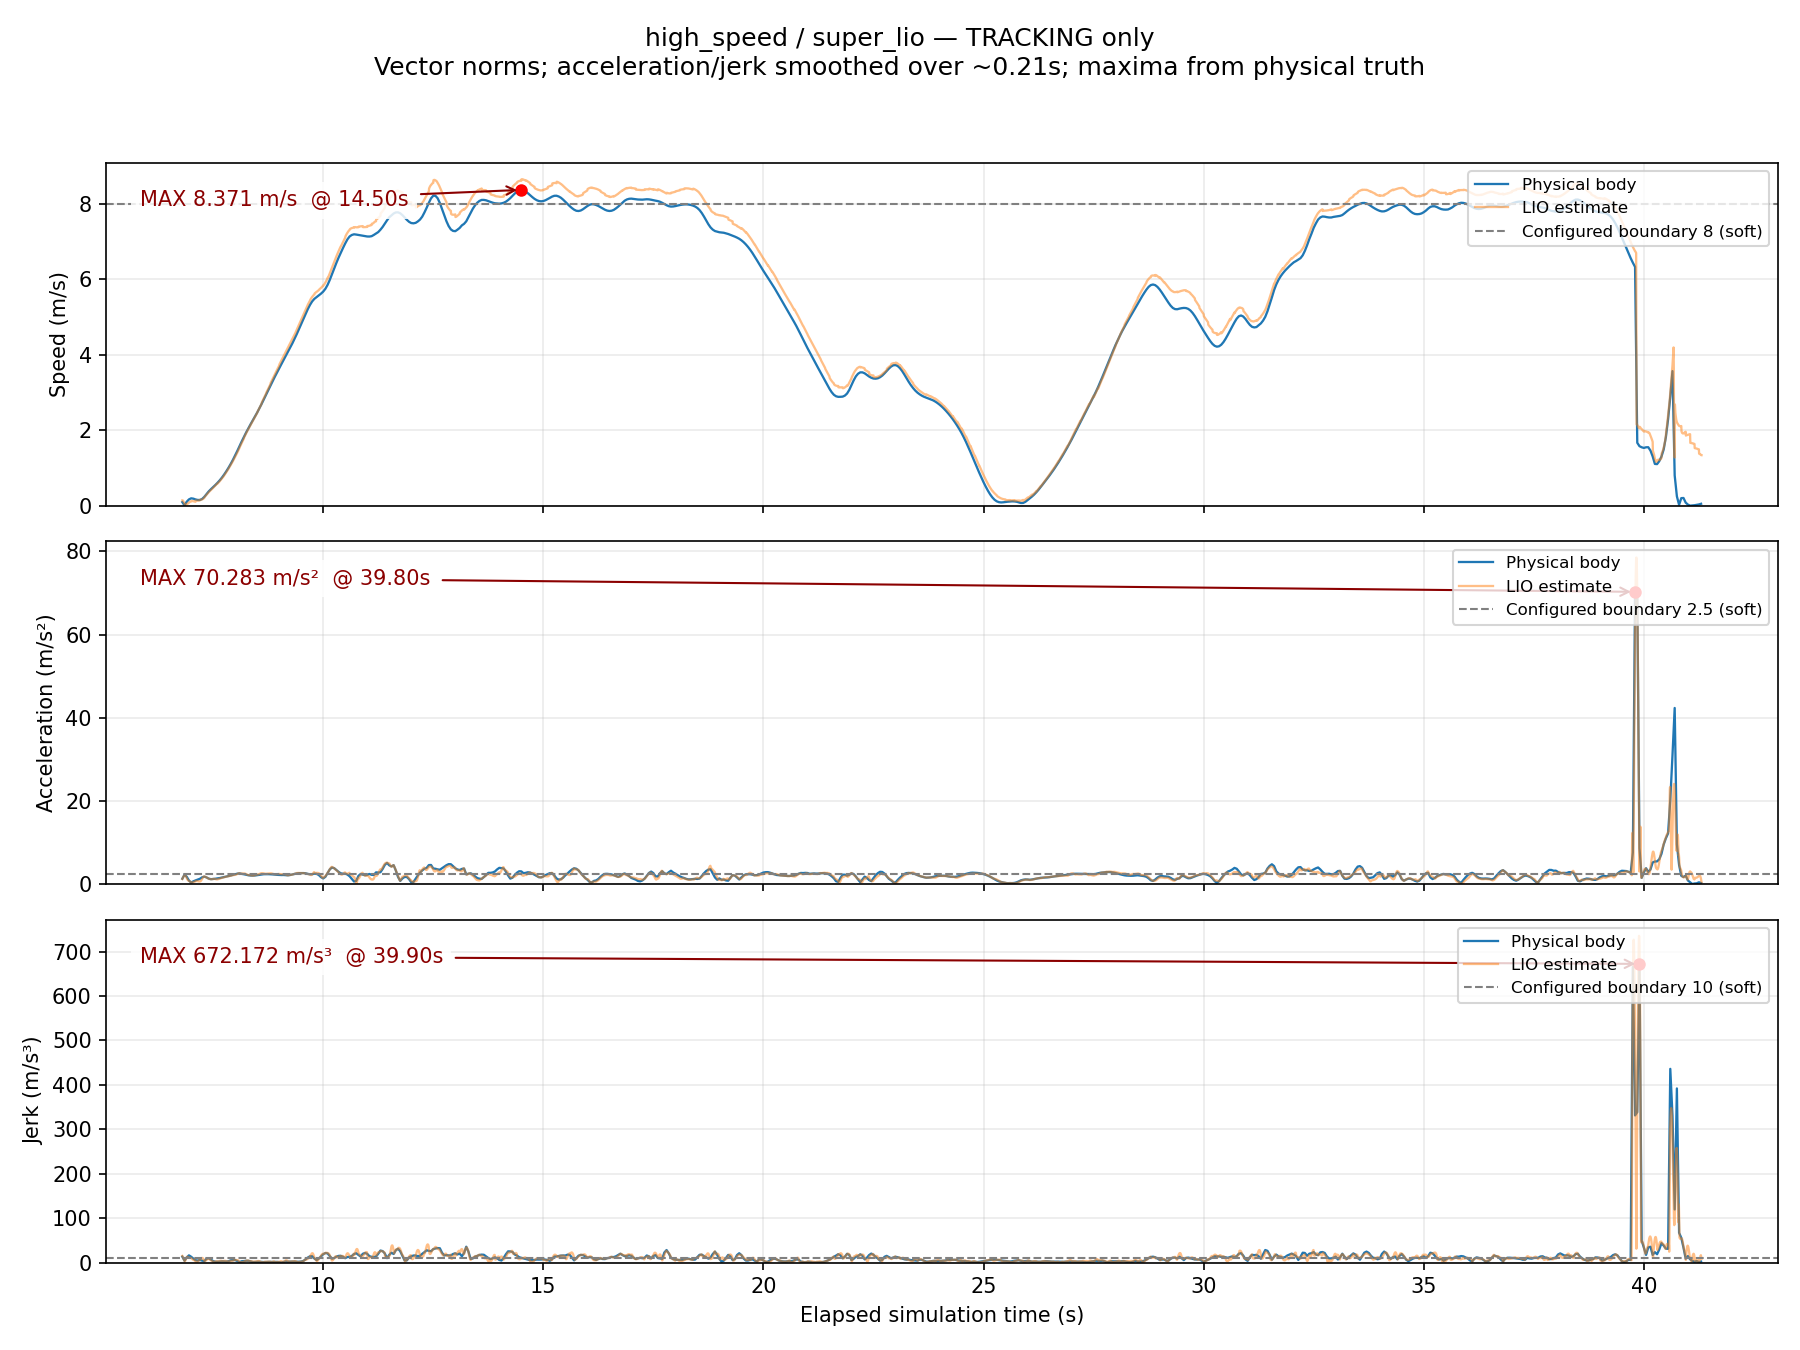 high_speed / super_lio — TRACKING only
Vector norms; acceleration/jerk smoothed over ~0.21s; maxima from physical truth
Speed (m/s)
8
6
4
2
0
MAX 8.371 m/s  @ 14.50s
Physical body
LIO estimate
Configured boundary 8 (soft)
Acceleration (m/s²)
80
60
40
20
0
MAX 70.283 m/s²  @ 39.80s
Physical body
LIO estimate
Configured boundary 2.5 (soft)
Jerk (m/s³)
700
600
500
400
300
200
100
0
MAX 672.172 m/s³  @ 39.90s
Physical body
LIO estimate
Configured boundary 10 (soft)
10 15 20 25 30 35 40
Elapsed simulation time (s)